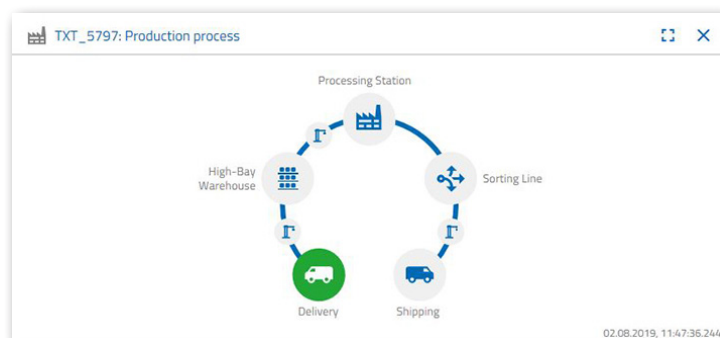 TXT_5797: Production process
Processing Station
High-Bay
Warehouse
Sorting Line
Delivery
Shipping
02.08.2019, 11:47:36.244